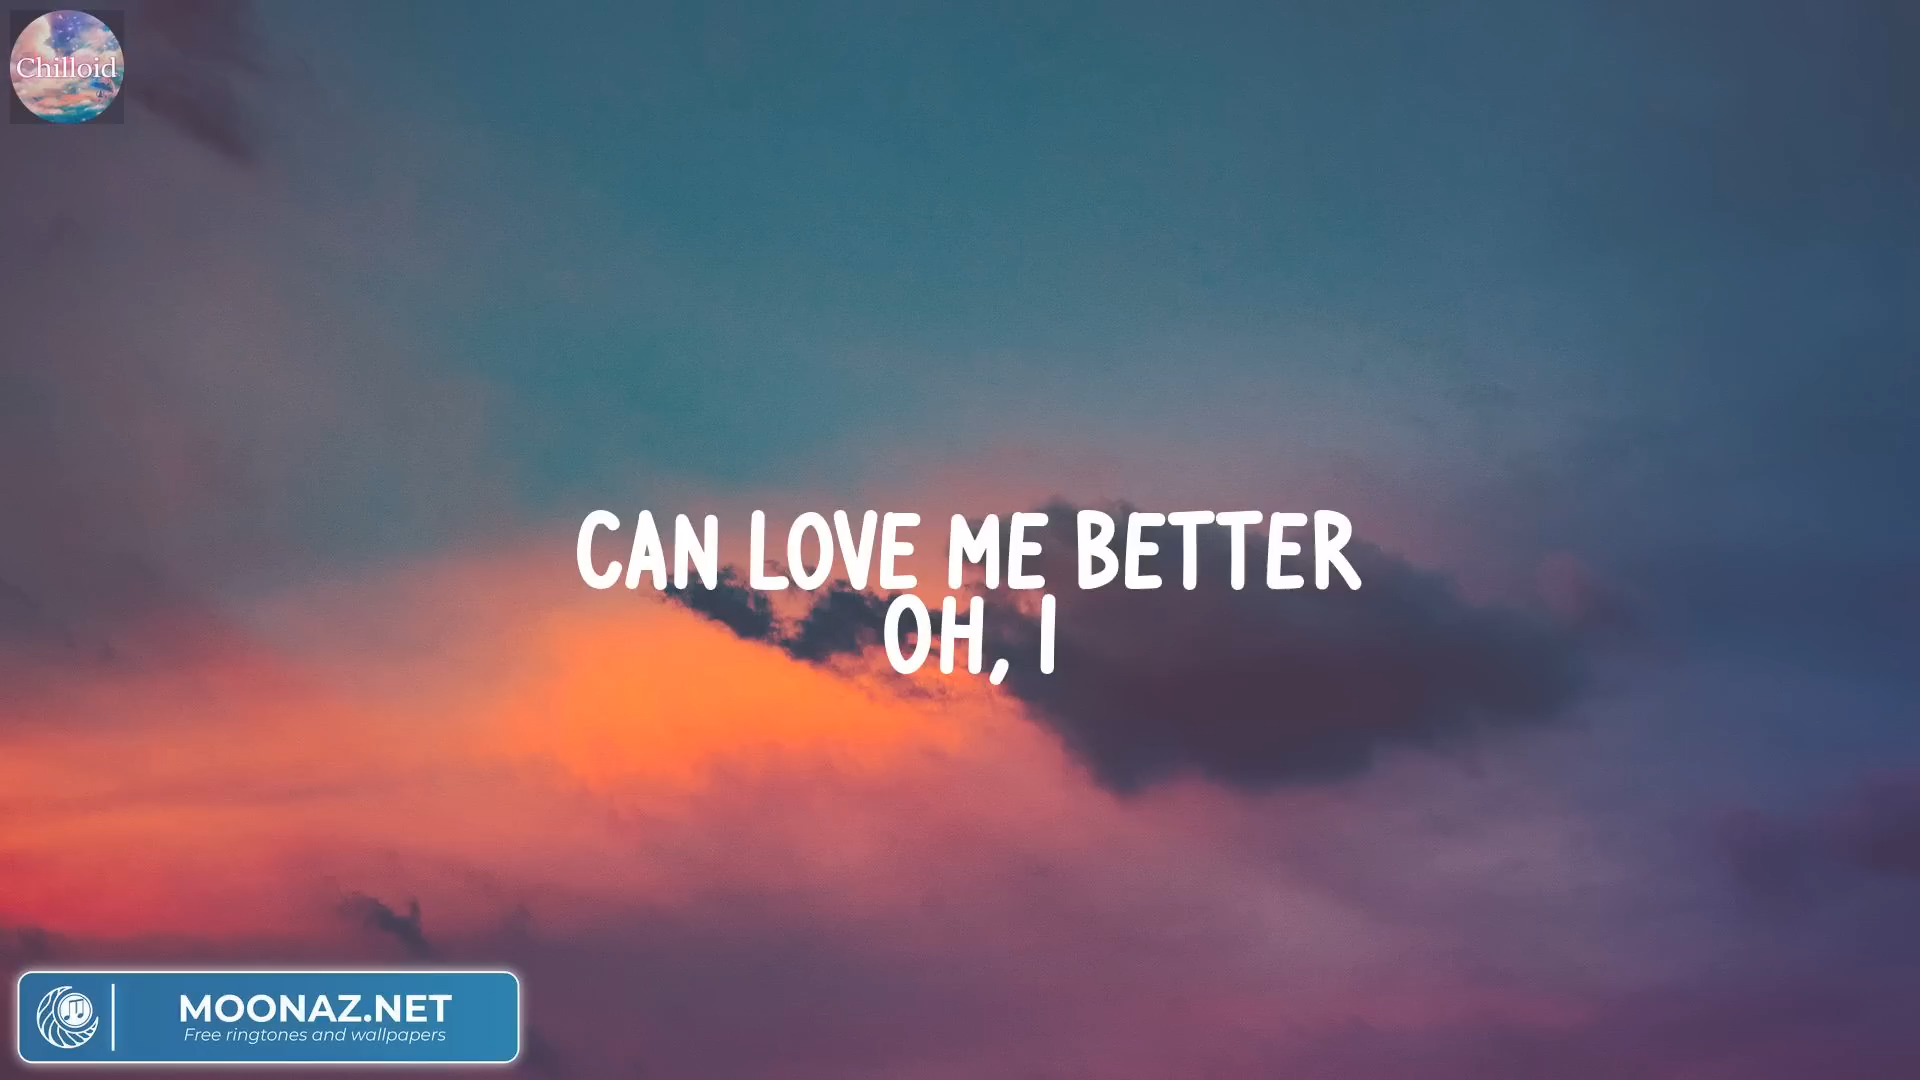 Chilloid
CAN LOVE ME BETTER
OH, I
MOONAZ.NET
Free ringtones and wallpapers